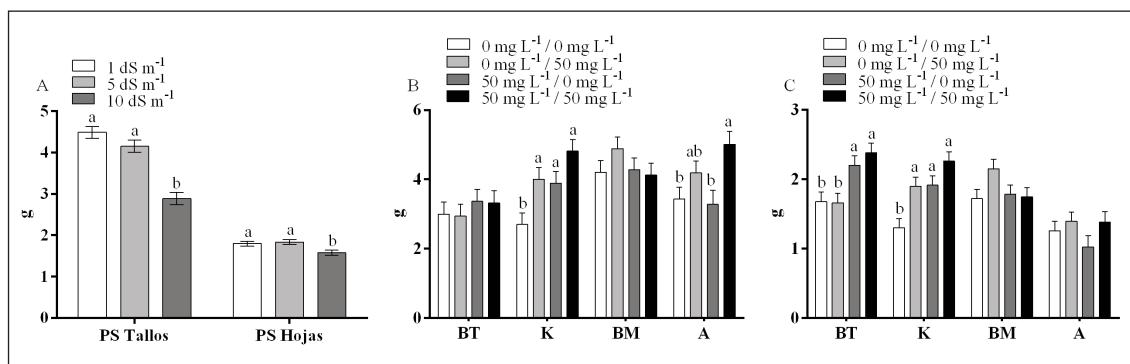 A
1 dS m⁻¹
5 dS m⁻¹
10 dS m⁻¹
5
4
3
2
1
0
g
a
a
b
a
a
b
PS Tallos
PS Hojas
B
0 mg L⁻¹ / 0 mg L⁻¹
0 mg L⁻¹ / 50 mg L⁻¹
50 mg L⁻¹ / 0 mg L⁻¹
50 mg L⁻¹ / 50 mg L⁻¹
6
4
2
0
g
b
a
a
a
b
ab
b
a
BT
K
BM
A
C
0 mg L⁻¹ / 0 mg L⁻¹
0 mg L⁻¹ / 50 mg L⁻¹
50 mg L⁻¹ / 0 mg L⁻¹
50 mg L⁻¹ / 50 mg L⁻¹
3
2
1
0
g
b
b
a
a
b
a
a
a
BT
K
BM
A